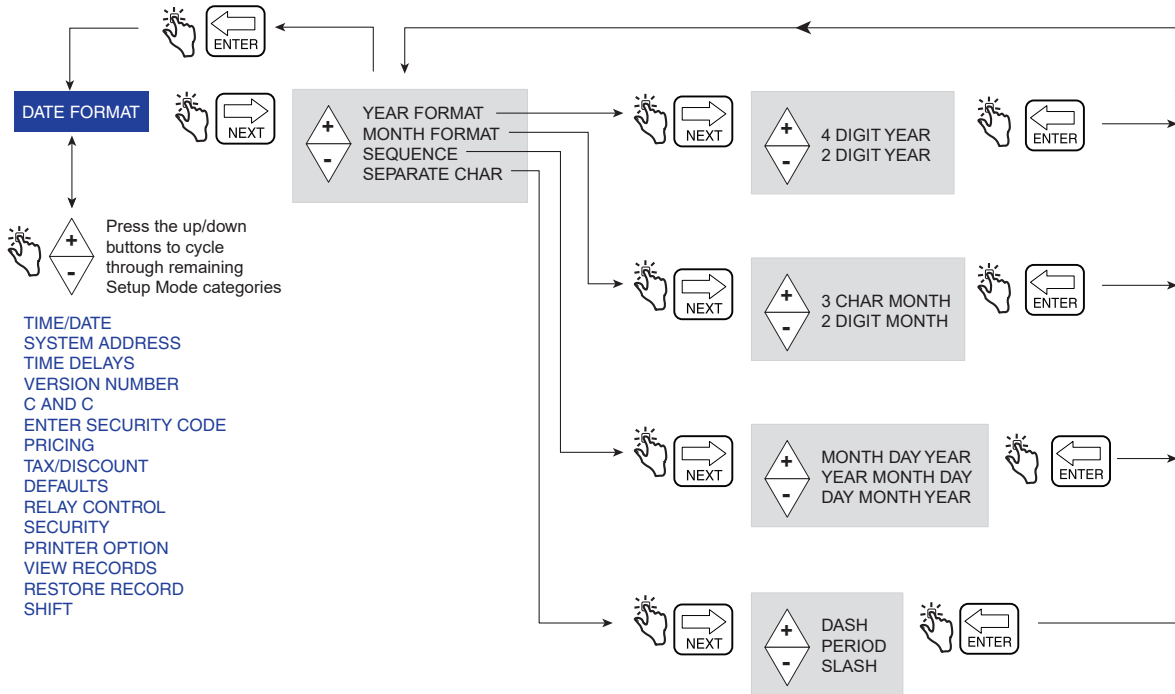 ENTER
DATE FORMAT
NEXT
+
-
YEAR FORMAT
MONTH FORMAT
SEQUENCE
SEPARATE CHAR
NEXT
+
-
4 DIGIT YEAR
2 DIGIT YEAR
ENTER
+
-
Press the up/down
buttons to cycle
through remaining
Setup Mode categories
TIME/DATE
SYSTEM ADDRESS
TIME DELAYS
VERSION NUMBER
C AND C
ENTER SECURITY CODE
PRICING
TAX/DISCOUNT
DEFAULTS
RELAY CONTROL
SECURITY
PRINTER OPTION
VIEW RECORDS
RESTORE RECORD
SHIFT
NEXT
+
-
3 CHAR MONTH
2 DIGIT MONTH
ENTER
NEXT
+
-
MONTH DAY YEAR
YEAR MONTH DAY
DAY MONTH YEAR
ENTER
NEXT
+
-
DASH
PERIOD
SLASH
ENTER